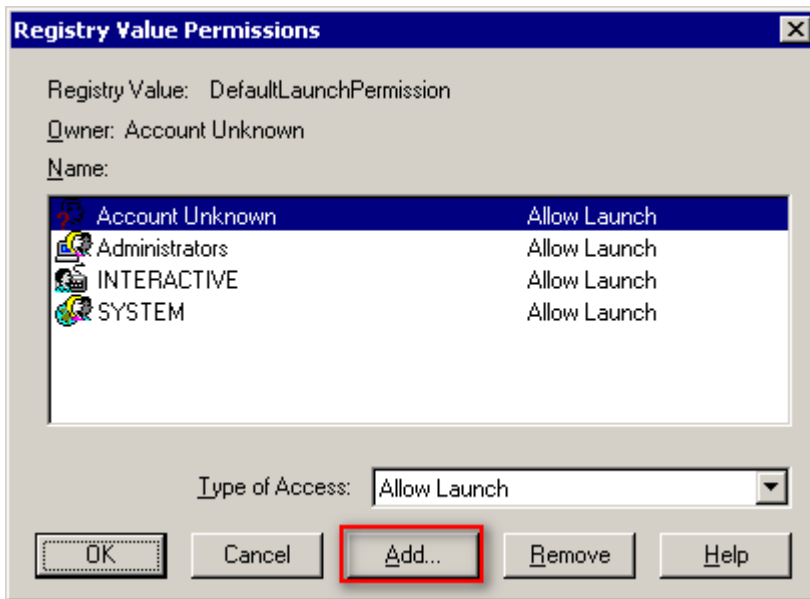 Registry Value Permissions
Registry Value: DefaultLaunchPermission
Owner: Account Unknown
Name:
Account Unknown Allow Launch
Administrators Allow Launch
INTERACTIVE Allow Launch
SYSTEM Allow Launch
Type of Access: Allow Launch
OK Cancel Add... Remove Help